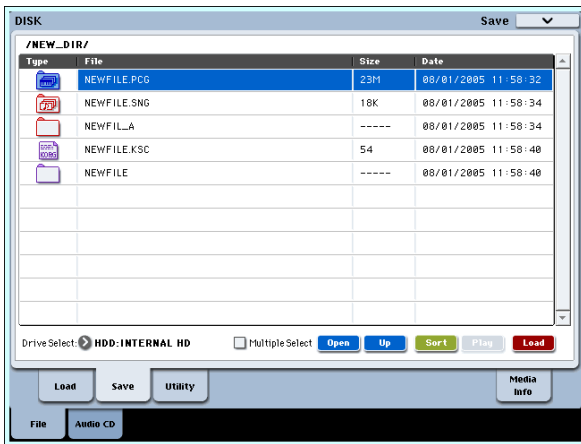 DISK Save
/NEW_DIR/
Type File Size Date
NEWFILE.PCG 23M 08/01/2005 11:58:32
NEWFILE.SNG 18K 08/01/2005 11:58:34
NEWFIL_A ----- 08/01/2005 11:58:34
NEWFILE.KSC 54 08/01/2005 11:58:40
NEWFILE ----- 08/01/2005 11:58:40
Drive Select: HDD:INTERNAL HD Multiple Select Open Up Sort Play Load
Load Save Utility Media Info
File Audio CD